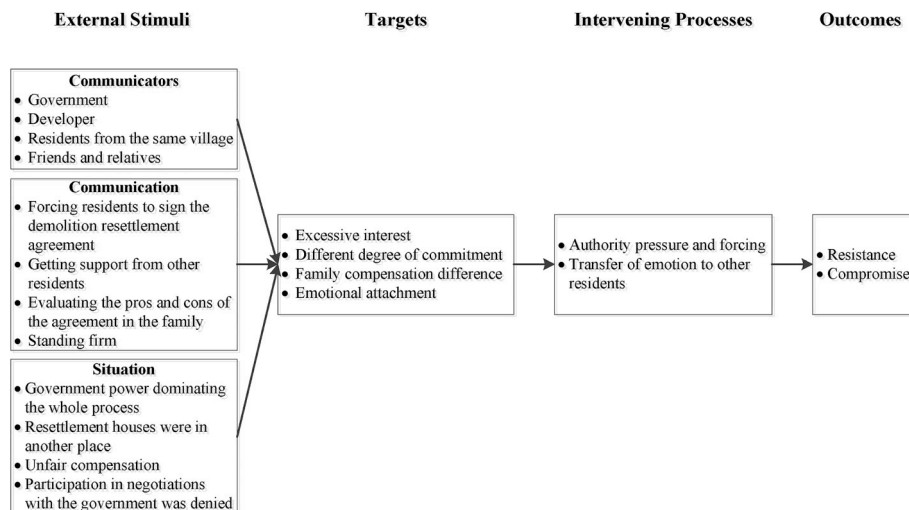 External Stimuli
Targets
Intervening Processes
Outcomes
Communicators
• Government
• Developer
• Residents from the same village
• Friends and relatives
Communication
• Forcing residents to sign the
demolition resettlement
agreement
• Getting support from other
residents
• Evaluating the pros and cons of
the agreement in the family
• Standing firm
Situation
• Government power dominating
the whole process
• Resettlement houses were in
another place
• Unfair compensation
• Participation in negotiations
with the government was denied
• Excessive interest
• Different degree of commitment
• Family compensation difference
• Emotional attachment
• Authority pressure and forcing
• Transfer of emotion to other
residents
• Resistance
• Compromise